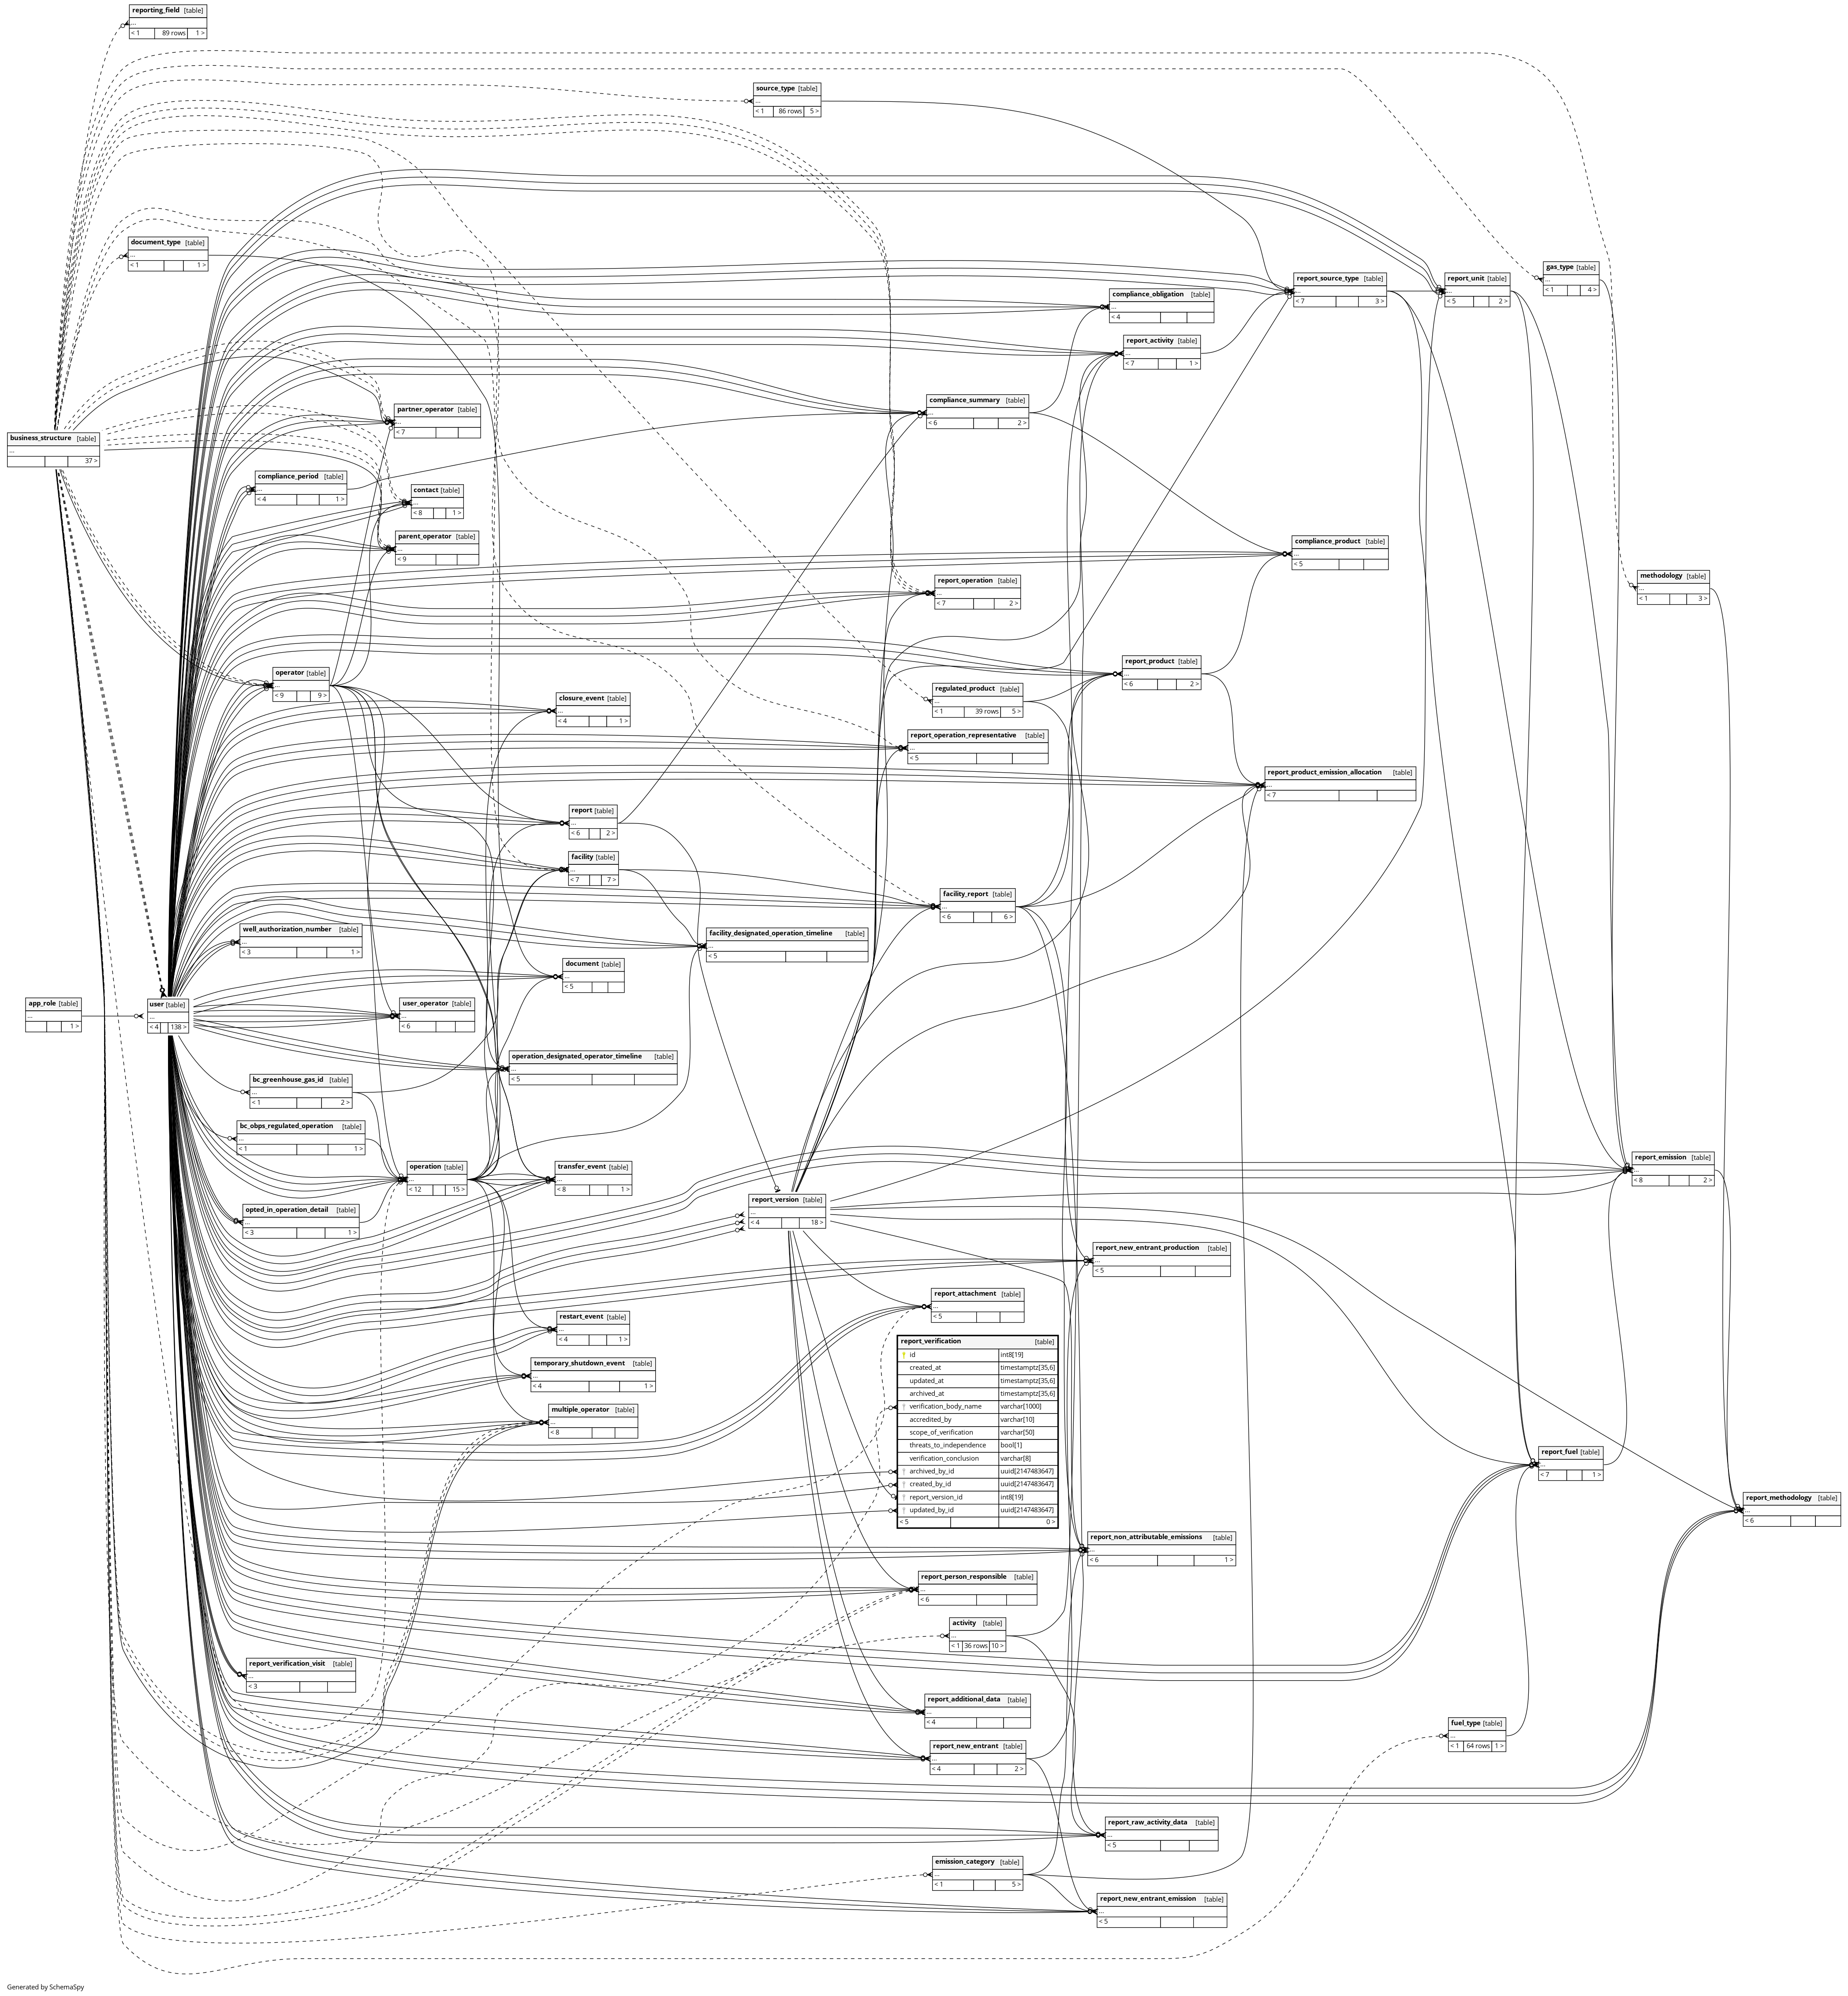 reporting_field [table]
...
< 1 89 rows 1 >
source_type [table]
...
< 1 86 rows 5 >
document_type [table]
...
< 1 1 >
gas_type [table]
...
< 1 4 >
report_source_type [table]
...
< 7 3 >
report_unit [table]
...
< 5 2 >
compliance_obligation [table]
...
< 4
report_activity [table]
...
< 7 1 >
compliance_summary [table]
...
< 6 2 >
partner_operator [table]
...
< 7
business_structure [table]
...
37 >
compliance_period [table]
...
< 4 1 >
contact [table]
...
< 8 1 >
parent_operator [table]
...
< 9
compliance_product [table]
...
< 5
methodology [table]
...
< 1 3 >
report_operation [table]
...
< 7 2 >
report_product [table]
...
< 6 2 >
operator [table]
...
< 9 9 >
regulated_product [table]
...
< 1 39 rows 5 >
closure_event [table]
...
< 4 1 >
report_operation_representative [table]
...
< 5
report_product_emission_allocation [table]
...
< 7
report [table]
...
< 6 2 >
facility [table]
...
< 7 7 >
facility_report [table]
...
< 6 6 >
well_authorization_number [table]
...
< 3 1 >
facility_designated_operation_timeline [table]
...
< 5
document [table]
...
< 5
app_role [table]
...
1 >
user [table]
...
< 4 138 >
user_operator [table]
...
< 6
operation_designated_operator_timeline [table]
...
< 5
bc_greenhouse_gas_id [table]
...
< 1 2 >
bc_obps_regulated_operation [table]
...
< 1 1 >
operation [table]
...
< 12 15 >
transfer_event [table]
...
< 8 1 >
report_emission [table]
...
< 8 2 >
opted_in_operation_detail [table]
...
< 3 1 >
report_version [table]
...
< 4 18 >
report_new_entrant_production [table]
...
< 5
report_attachment [table]
...
< 5
restart_event [table]
...
< 4 1 >
report_verification [table]
id int8[19]
created_at timestamptz[35,6]
updated_at timestamptz[35,6]
archived_at timestamptz[35,6]
verification_body_name varchar[1000]
accredited_by varchar[10]
scope_of_verification varchar[50]
threats_to_independence bool[1]
verification_conclusion varchar[8]
archived_by_id uuid[2147483647]
created_by_id uuid[2147483647]
report_version_id int8[19]
updated_by_id uuid[2147483647]
< 5 0 >
temporary_shutdown_event [table]
...
< 4 1 >
multiple_operator [table]
...
< 8
report_fuel [table]
...
< 7 1 >
report_methodology [table]
...
< 6
report_non_attributable_emissions [table]
...
< 6 1 >
report_person_responsible [table]
...
< 6
activity [table]
...
< 1 36 rows 10 >
report_verification_visit [table]
...
< 3
report_additional_data [table]
...
< 4
fuel_type [table]
...
< 1 64 rows 1 >
report_new_entrant [table]
...
< 4 2 >
report_raw_activity_data [table]
...
< 5
emission_category [table]
...
< 1 5 >
report_new_entrant_emission [table]
...
< 5
Generated by SchemaSpy